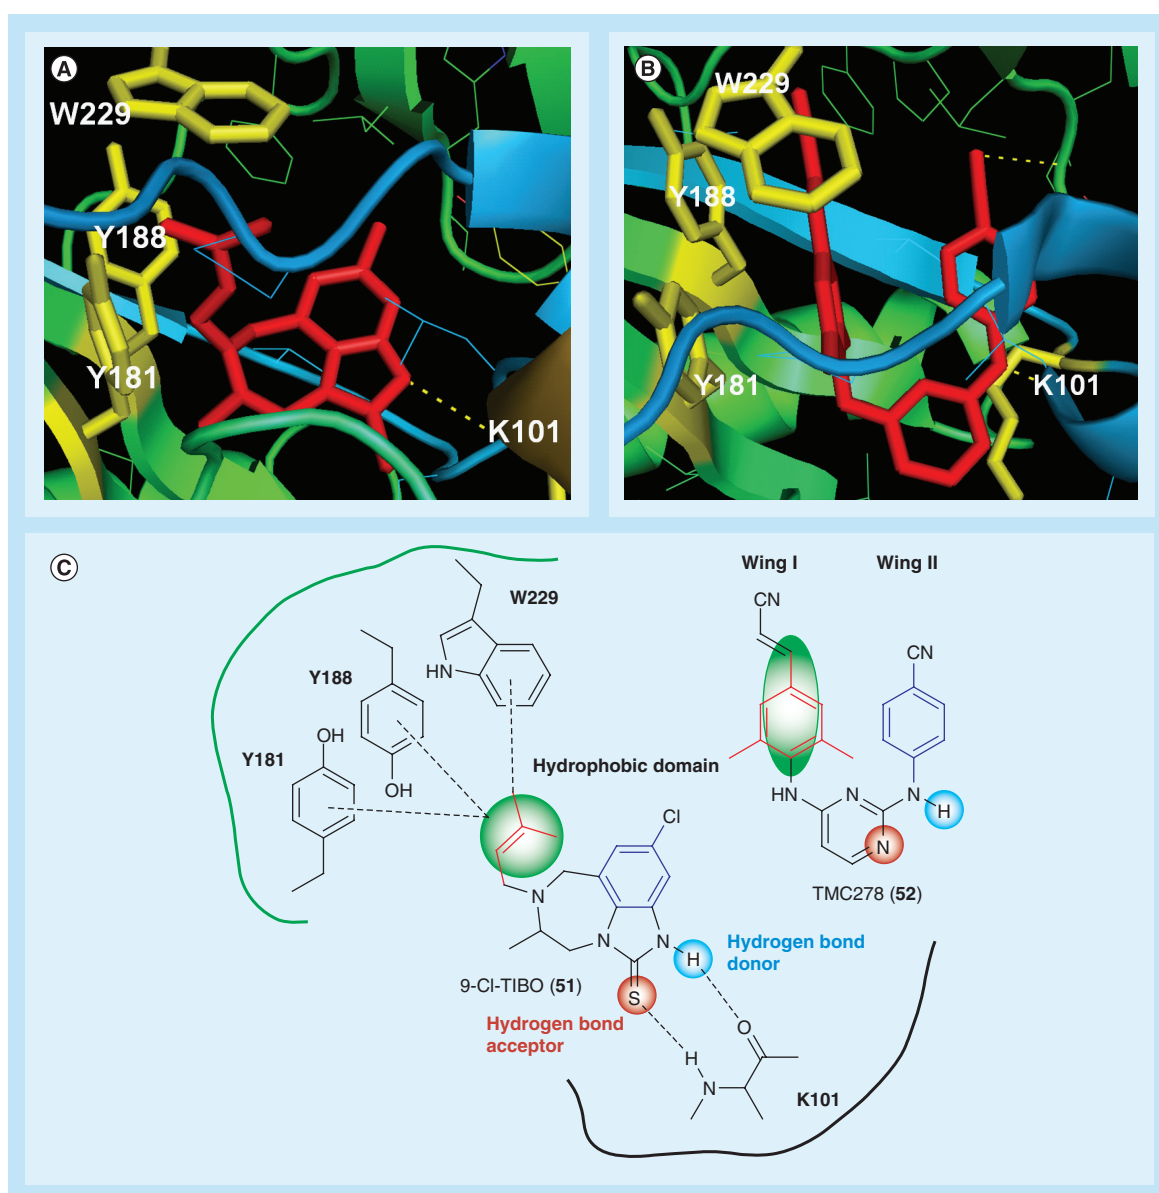 A
W229
Y188
Y181
K101
B
W229
Y188
Y181
K101
C
Wing I
Wing II
CN
W229
HN
CN
Y188
OH
Y181
OH
Hydrophobic domain
HN
N
N
H
N
Cl
TMC278 (52)
N
N
N
H
Hydrogen bond
donor
9-Cl-TIBO (51)
S
Hydrogen bond
acceptor
O
H
N
K101